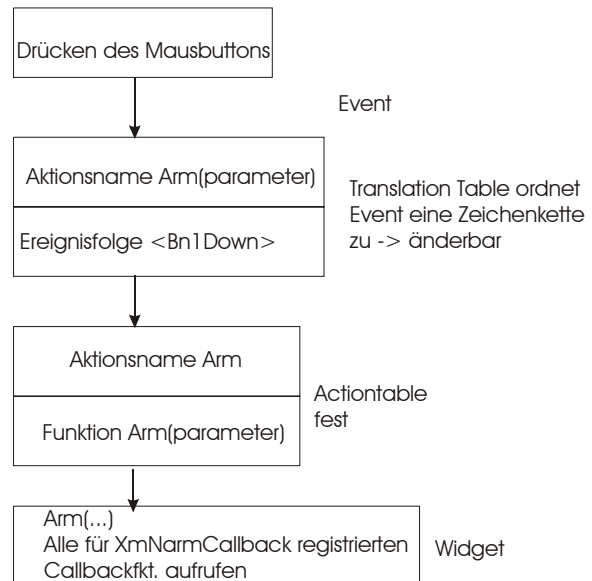 Drücken des Mausbuttons
Event
Aktionsname Arm(parameter)
Ereignisfolge <Bn1Down>
Translation Table ordnet
Event eine Zeichenkette
zu -> änderbar
Aktionsname Arm
Funktion Arm(parameter)
Actiontable
fest
Arm(...)
Alle für XmNarmCallback registrierten
Callbackfkt. aufrufen
Widget